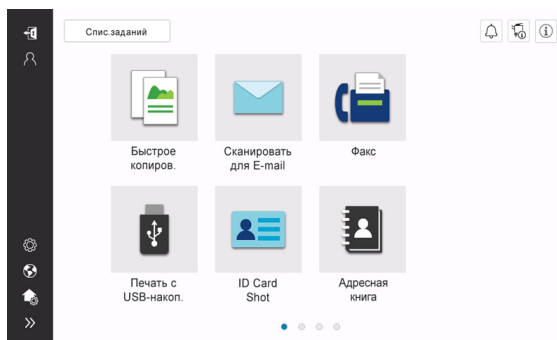 Спис.заданий
Быстрое
копиров.
Сканировать
для E-mail
Факс
Печать с
USB-накоп.
ID Card
Shot
Адресная
книга